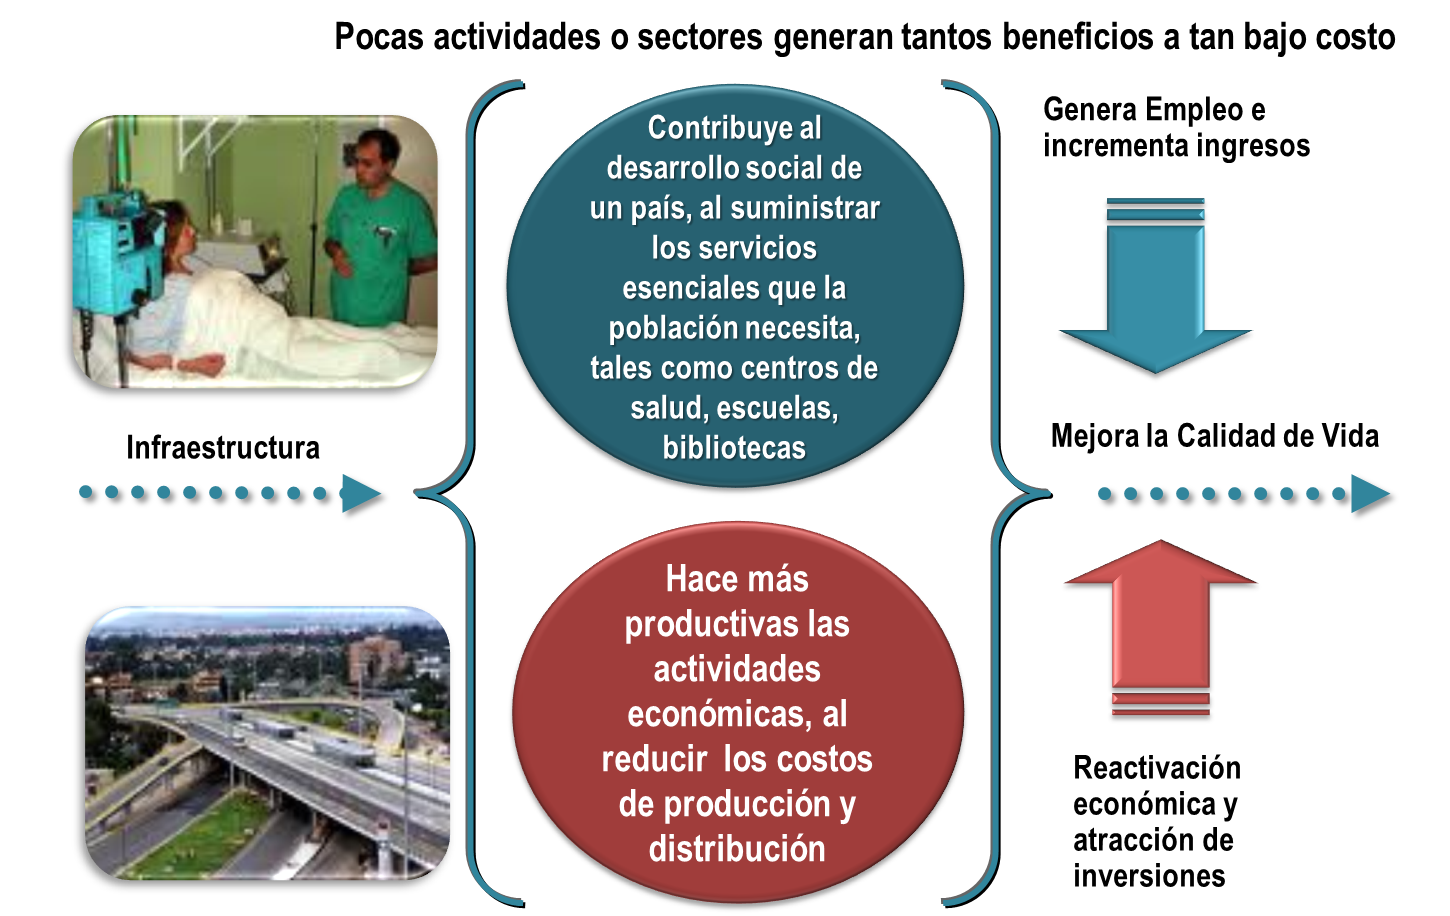 Pocas actividades o sectores generan tantos beneficios a tan bajo costo
Infraestructura
Contribuye al
desarrollo social de
un país, al suministrar
los servicios
esenciales que la
población necesita,
tales como centros de
salud, escuelas,
bibliotecas
Hace más
productivas las
actividades
económicas, al
reducir los costos
de producción y
distribución
Genera Empleo e
incrementa ingresos
Mejora la Calidad de Vida
Reactivación
económica y
atracción de
inversiones